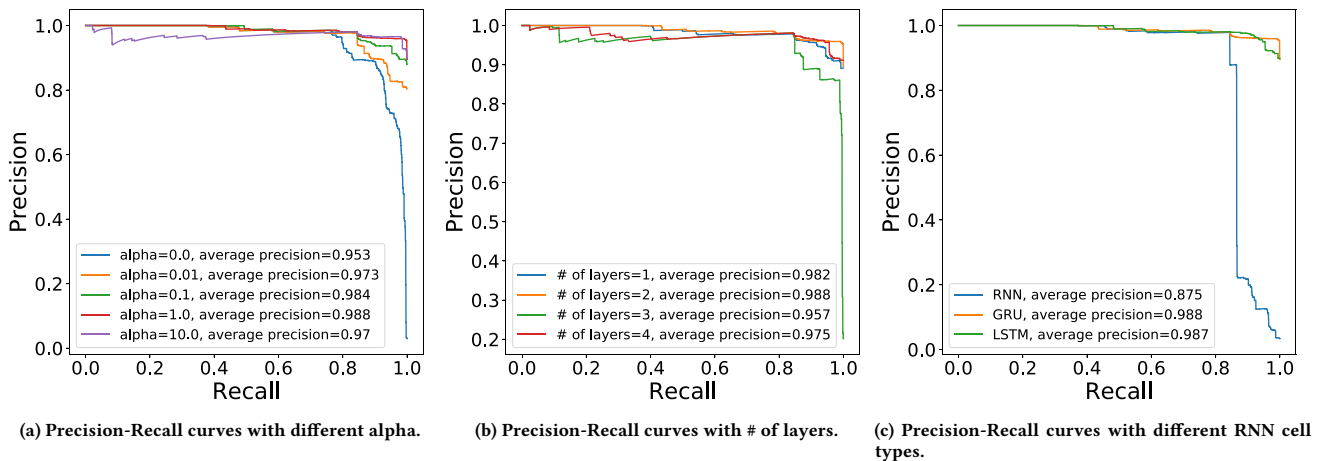 1.0
0.8
0.6
0.4
0.2
0.0
Precision
0.0 0.2 0.4 0.6 0.8 1.0
Recall
alpha=0.0, average precision=0.953
alpha=0.01, average precision=0.973
alpha=0.1, average precision=0.984
alpha=1.0, average precision=0.988
alpha=10.0, average precision=0.97
(a) Precision-Recall curves with different alpha.
1.0
0.9
0.8
0.7
0.6
0.5
0.4
0.3
0.2
Precision
0.0 0.2 0.4 0.6 0.8 1.0
Recall
# of layers=1, average precision=0.982
# of layers=2, average precision=0.988
# of layers=3, average precision=0.957
# of layers=4, average precision=0.975
(b) Precision-Recall curves with # of layers.
1.0
0.8
0.6
0.4
0.2
0.0
Precision
0.0 0.2 0.4 0.6 0.8 1.0
Recall
RNN, average precision=0.875
GRU, average precision=0.988
LSTM, average precision=0.987
(c) Precision-Recall curves with different RNN cell
types.